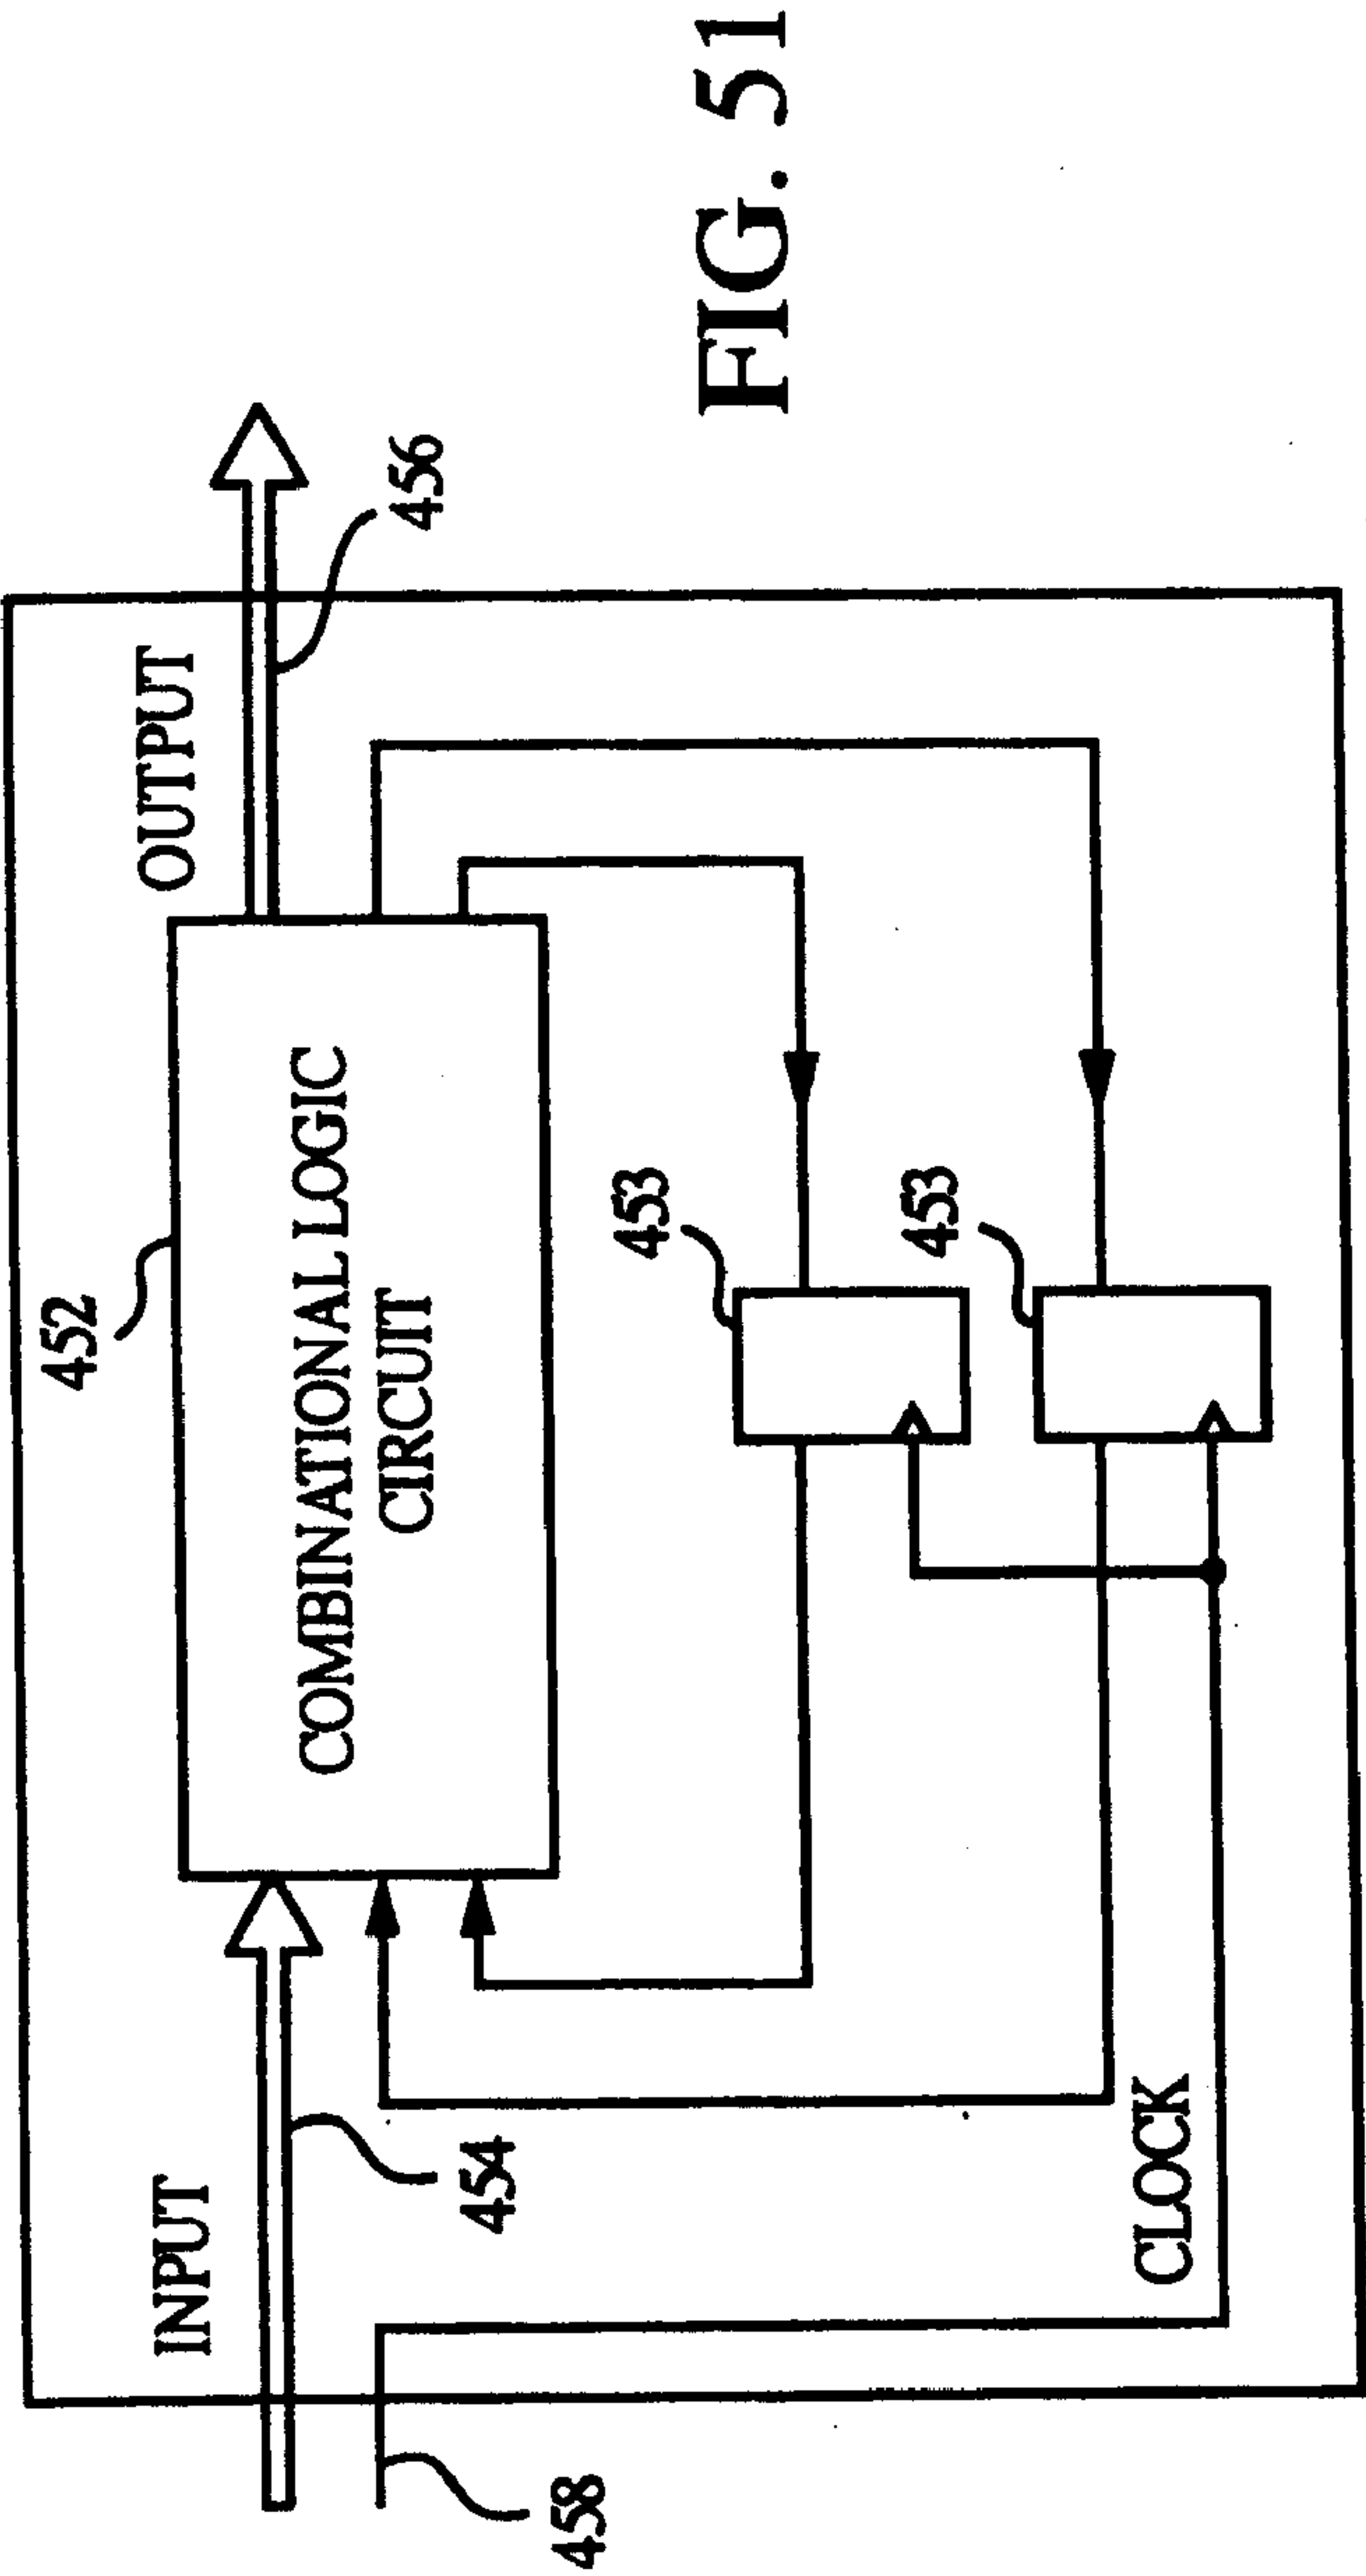 INPUT
OUTPUT
452
COMBINATIONAL LOGIC
CIRCUIT
454
456
458
453
453
CLOCK
FIG. 51